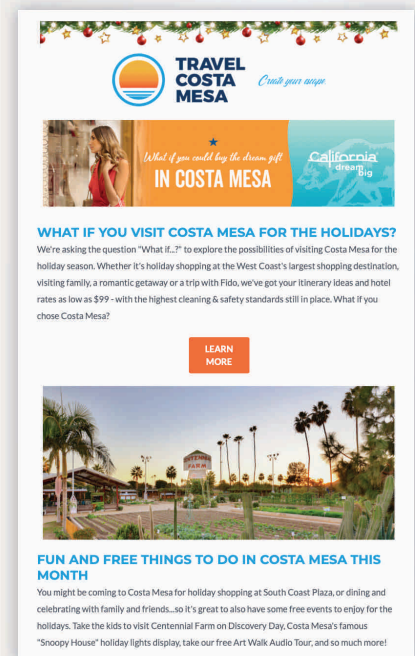 TRAVEL
COSTA
MESA
Create your escape.
What if you could buy the dream gift
IN COSTA MESA
California
dream
big
WHAT IF YOU VISIT COSTA MESA FOR THE HOLIDAYS?
We're asking the question "What if...?" to explore the possibilities of visiting Costa Mesa for the
holiday season. Whether it's holiday shopping at the West Coast's largest shopping destination,
visiting family, a romantic getaway or a trip with Fido, we've got your itinerary ideas and hotel
rates as low as $99 - with the highest cleaning & safety standards still in place. What if you
chose Costa Mesa?
LEARN
MORE
CENTENNIAL
FARM
FUN AND FREE THINGS TO DO IN COSTA MESA THIS
MONTH
You might be coming to Costa Mesa for holiday shopping at South Coast Plaza, or dining and
celebrating with family and friends...so it's great to also have some free events to enjoy for the
holidays. Take the kids to visit Centennial Farm on Discovery Day, Costa Mesa's famous
"Snoopy House" holiday lights display, take our free Art Walk Audio Tour, and so much more!